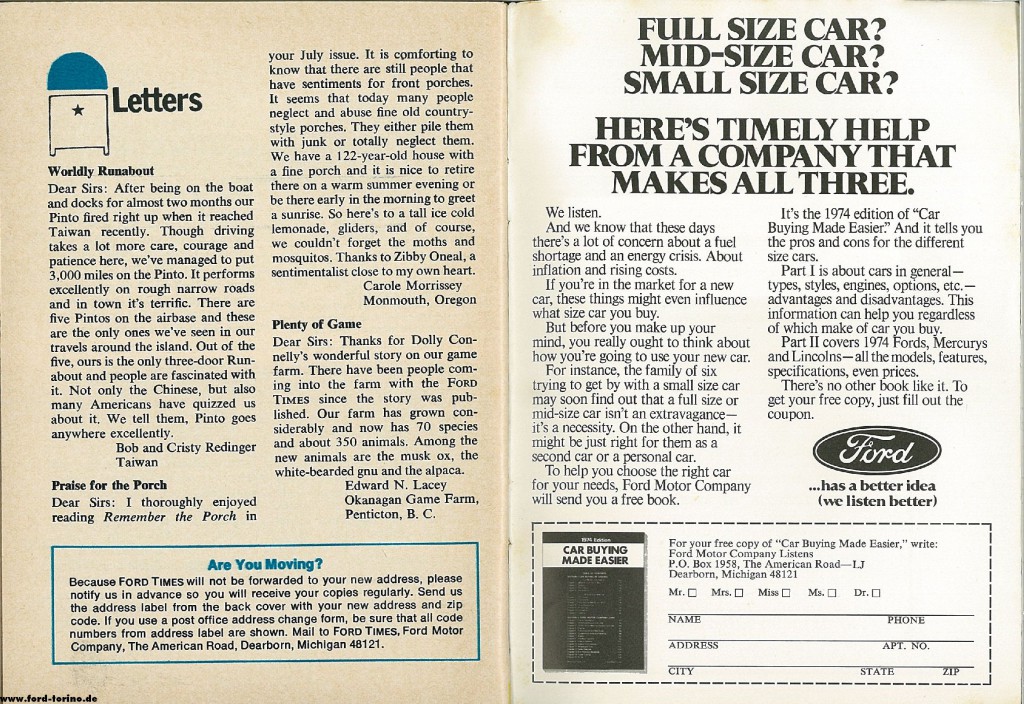 Letters
Worldly Runabout
Dear Sirs: After being on the boat
and docks for almost two months our
Pinto fired right up when it reached
Taiwan recently. Though driving
takes a lot more care, courage and
patience here, we've managed to put
3,000 miles on the Pinto. It performs
excellently on rough narrow roads
and in town it's terrific. There are
five Pintos on the airbase and these
are the only ones we've seen in our
travels around the island. Out of the
five, ours is the only three-door Run-
about and people are fascinated with
it. Not only the Chinese, but also
many Americans have quizzed us
about it. We tell them, Pinto goes
anywhere excellently.
Bob and Cristy Redinger
Taiwan
Praise for the Porch
Dear Sirs: I thoroughly enjoyed
reading Remember the Porch in
your July issue. It is comforting to
know that there are still people that
have sentiments for front porches.
It seems that today many people
neglect and abuse fine old country-
style porches. They either pile them
with junk or totally neglect them.
We have a 122-year-old house with
a fine porch and it is nice to retire
there on a warm summer evening or
be there early in the morning to greet
a sunrise. So here's to a tall ice cold
lemonade, gliders, and of course,
we couldn't forget the moths and
mosquitos. Thanks to Zibby Oneal, a
sentimentalist close to my own heart.
Carole Morrissey
Monmouth, Oregon
Plenty of Game
Dear Sirs: Thanks for Dolly Con-
nelly's wonderful story on our game
farm. There have been people com-
ing into the farm with the FORD
TIMES since the story was pub-
lished. Our farm has grown con-
siderably and now has 70 species
and about 350 animals. Among the
new animals are the musk ox, the
white-bearded gnu and the alpaca.
Edward N. Lacey
Okanagan Game Farm,
Penticton, B. C.
Are You Moving?
Because FORD TIMES will not be forwarded to your new address, please
notify us in advance so you will receive your copies regularly. Send us
the address label from the back cover with your new address and zip
code. If you use a post office address change form, be sure that all code
numbers from address label are shown. Mail to FORD TIMES, Ford Motor
Company, The American Road, Dearborn, Michigan 48121.
www.ford-torino.de
FULL SIZE CAR?
MID-SIZE CAR?
SMALL SIZE CAR?
HERE'S TIMELY HELP
FROM A COMPANY THAT
MAKES ALL THREE.
We listen.
And we know that these days
there's a lot of concern about a fuel
shortage and an energy crisis. About
inflation and rising costs.
If you're in the market for a new
car, these things might even influence
what size car you buy.
But before you make up your
mind, you really ought to think about
how you're going to use your new car.
For instance, the family of six
trying to get by with a small size car
may soon find out that a full size or
mid-size car isn't an extravagance—
it's a necessity. On the other hand, it
might be just right for them as a
second car or a personal car.
To help you choose the right car
for your needs, Ford Motor Company
will send you a free book.
It's the 1974 edition of "Car
Buying Made Easier." And it tells you
the pros and cons for the different
size cars.
Part I is about cars in general—
types, styles, engines, options, etc.—
advantages and disadvantages. This
information can help you regardless
of which make of car you buy.
Part II covers 1974 Fords, Mercurys
and Lincolns—all the models, features,
specifications, even prices.
There's no other book like it. To
get your free copy, just fill out the
coupon.
Ford
...has a better idea
(we listen better)
1974 Edition
CAR BUYING
MADE EASIER
For your free copy of "Car Buying Made Easier," write:
Ford Motor Company Listens
P.O. Box 1958, The American Road—LJ
Dearborn, Michigan 48121
Mr. □ Mrs. □ Miss □ Ms. □ Dr. □
NAME PHONE
ADDRESS APT. NO.
CITY STATE ZIP